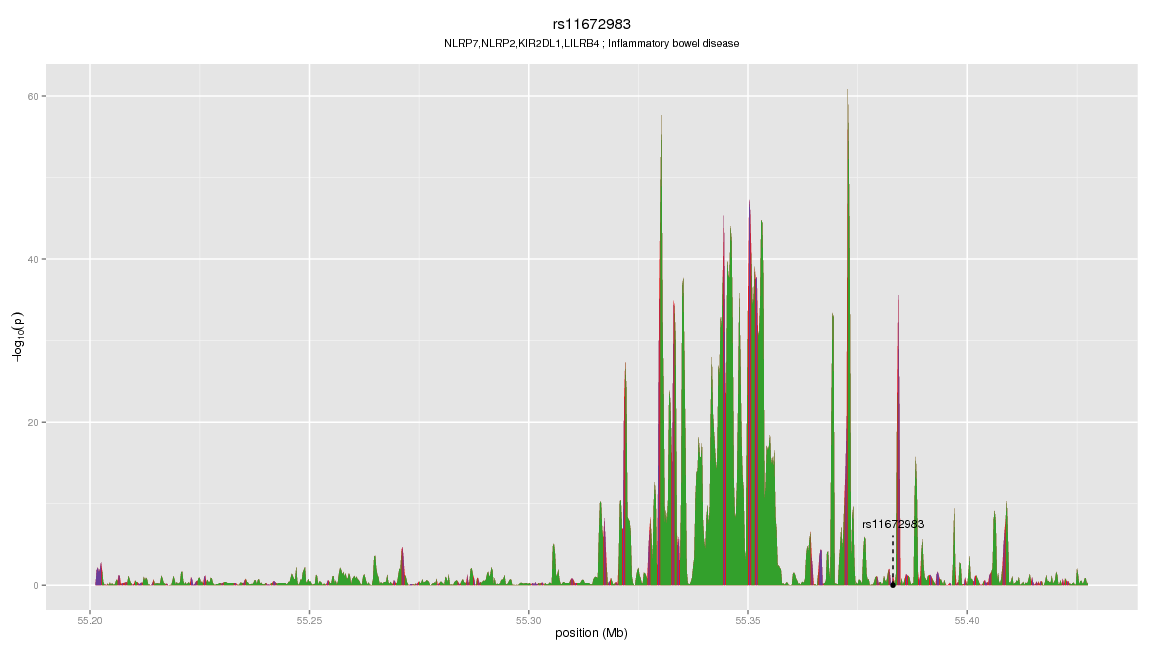 rs11672983
NLRP7,NLRP2,KIR2DL1,LILRB4 ; Inflammatory bowel disease
60
40
20
0
−log10(p)
rs11672983
55.20 55.25 55.30 55.35 55.40
position (Mb)